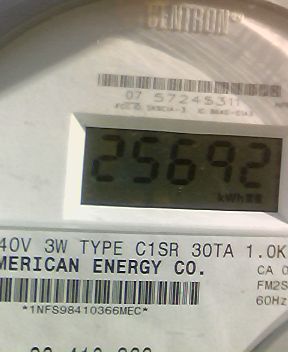 CENTRON
07 57245311
25692
kWh
40V 3W TYPE C1SR 30TA 1.0K
MERICAN ENERGY CO.
CA 0
FM2S
60Hz
*1NFS98410366MEC*